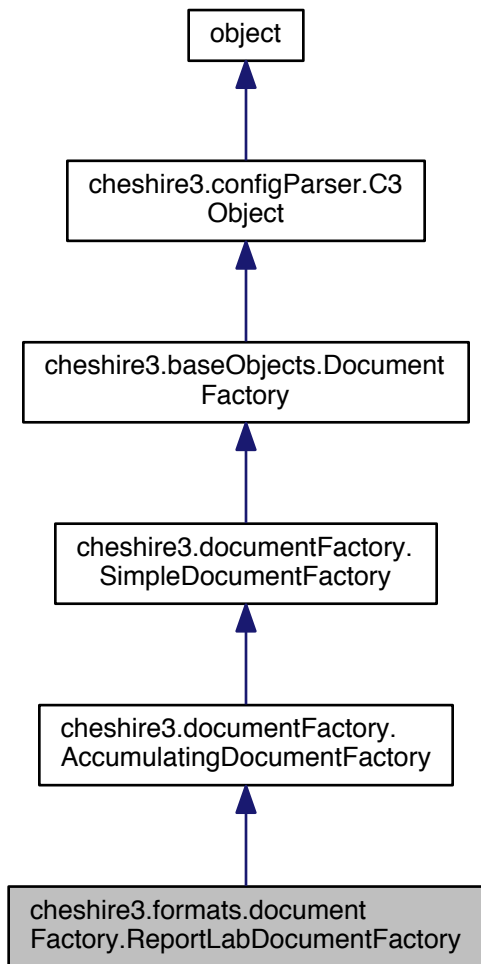 object
cheshire3.configParser.C3
Object
cheshire3.baseObjects.Document
Factory
cheshire3.documentFactory.
SimpleDocumentFactory
cheshire3.documentFactory.
AccumulatingDocumentFactory
cheshire3.formats.document
Factory.ReportLabDocumentFactory